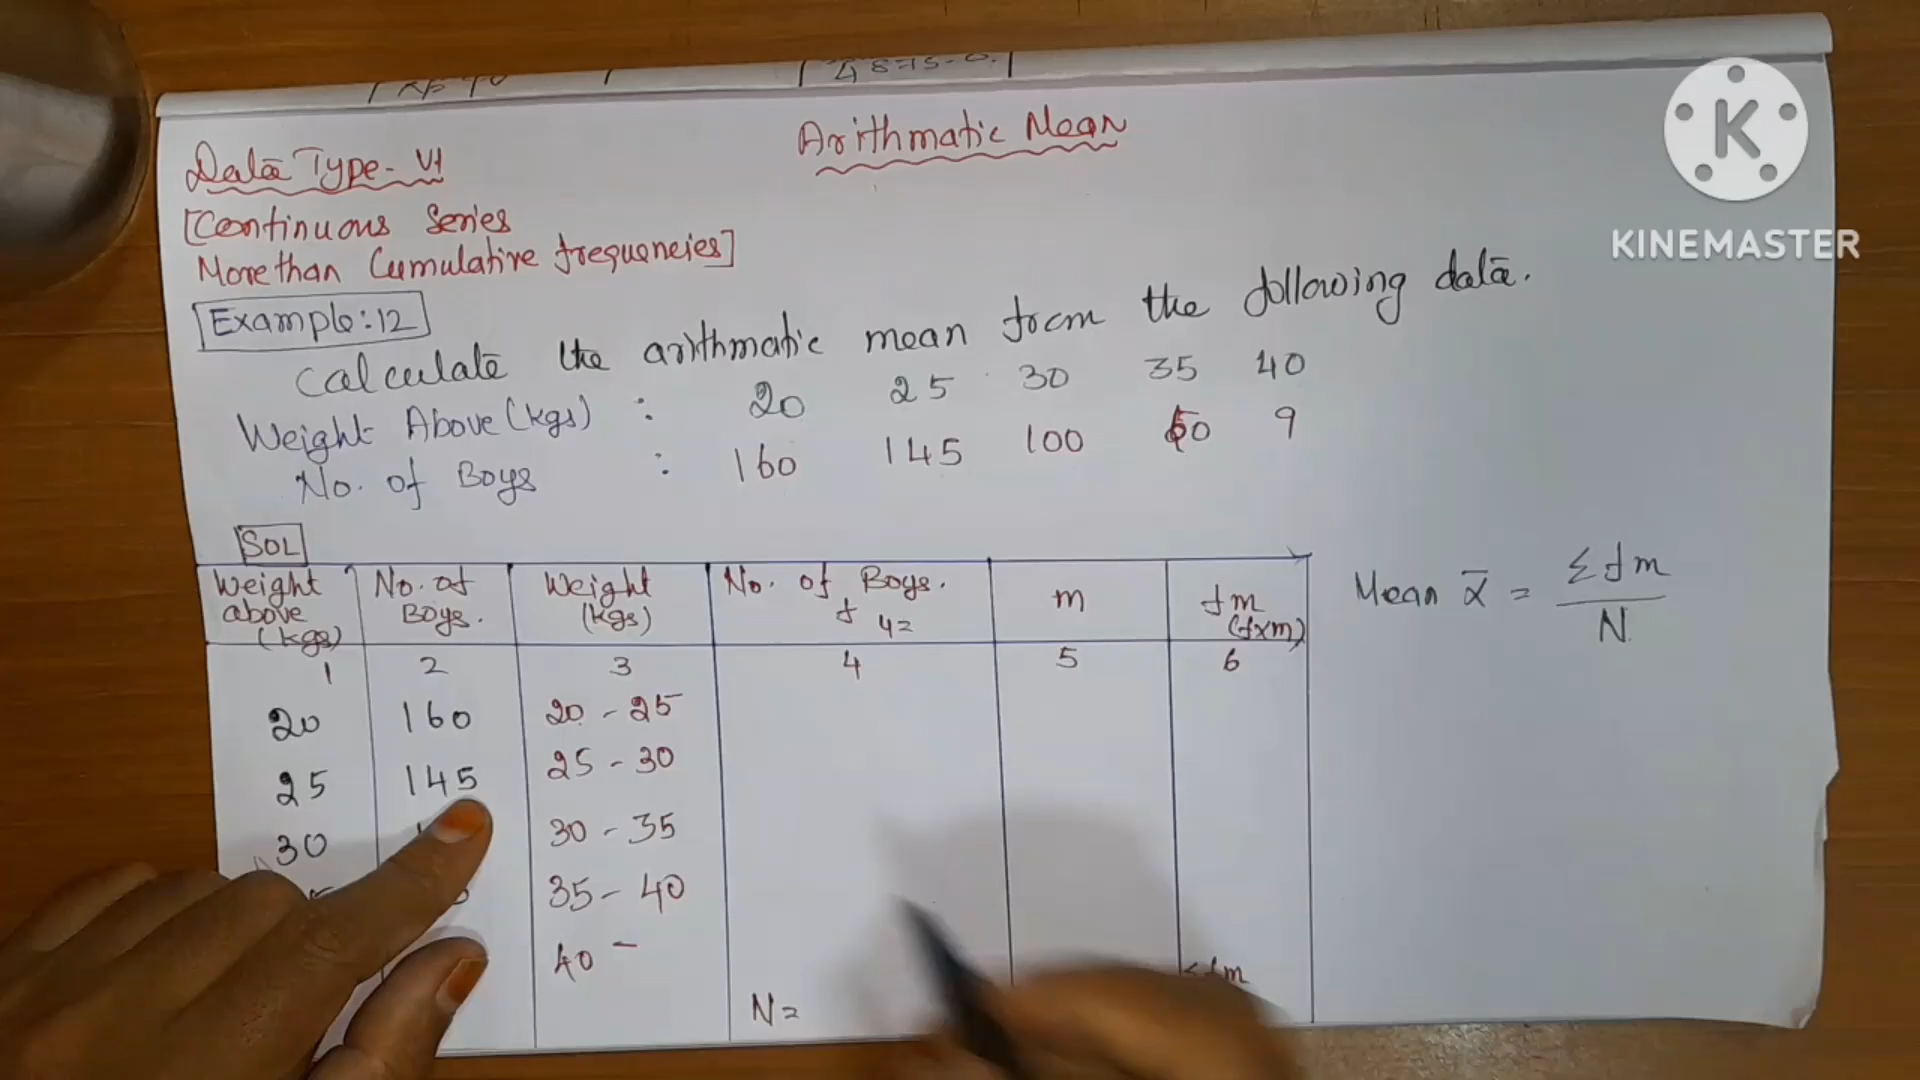 Arithmatic Mean
K
KINEMASTER
Data Type - VI
[Continuous Series
More than Cumulative frequencies]
Example: 12
Calculate the arithmatic mean from the following data.
Weight Above (kgs) : 20 25 30 35 40
No. of Boys : 160 145 100 60 9
SOL
Weight above (kgs) No. of Boys. Weight (kgs) No. of Boys. f 4= m fm (f×m)
1 2 3 4 5 6
20 160 20 - 25
25 145 25 - 30
30 30 - 35
35 - 40
40 -
N=
fm
Mean x̄ = Σfm
N